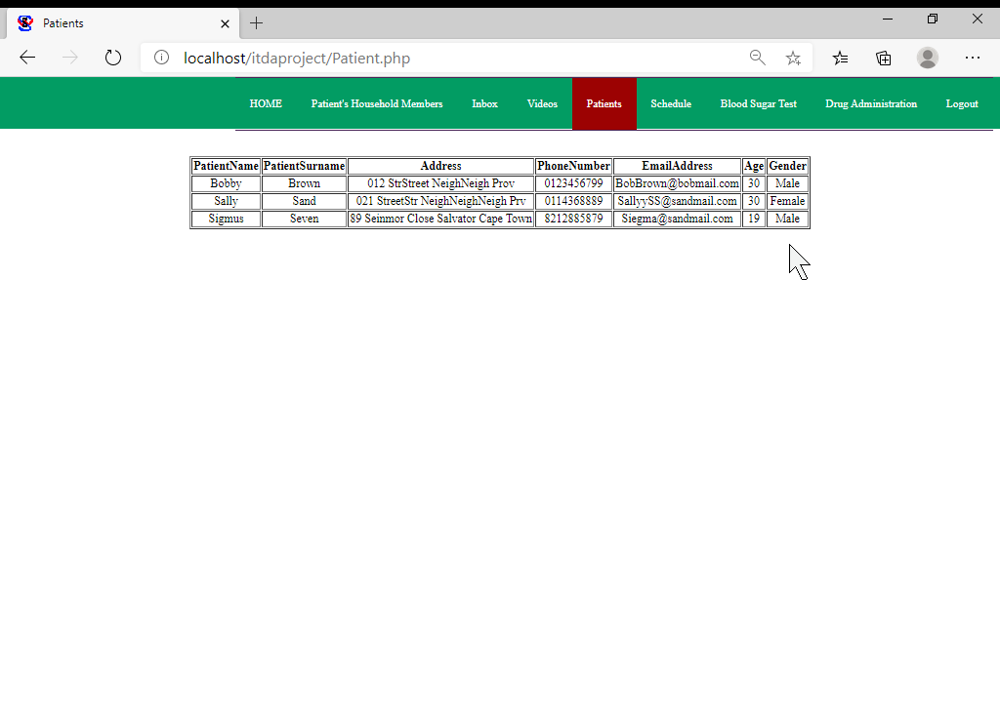 Patients
localhost/itdaproject/Patient.php
HOME Patient's Household Members Inbox Videos Patients Schedule Blood Sugar Test Drug Administration Logout
PatientName PatientSurname Address PhoneNumber EmailAddress Age Gender
Bobby Brown 012 StrStreet NeighNeigh Prov 0123456799 BobBrown@bobmail.com 30 Male
Sally Sand 021 StreetStr NeighNeighNeigh Prv 0114368889 SallyySS@sandmail.com 30 Female
Sigmus Seven 89 Seinmor Close Salvator Cape Town 8212885879 Siegma@sandmail.com 19 Male